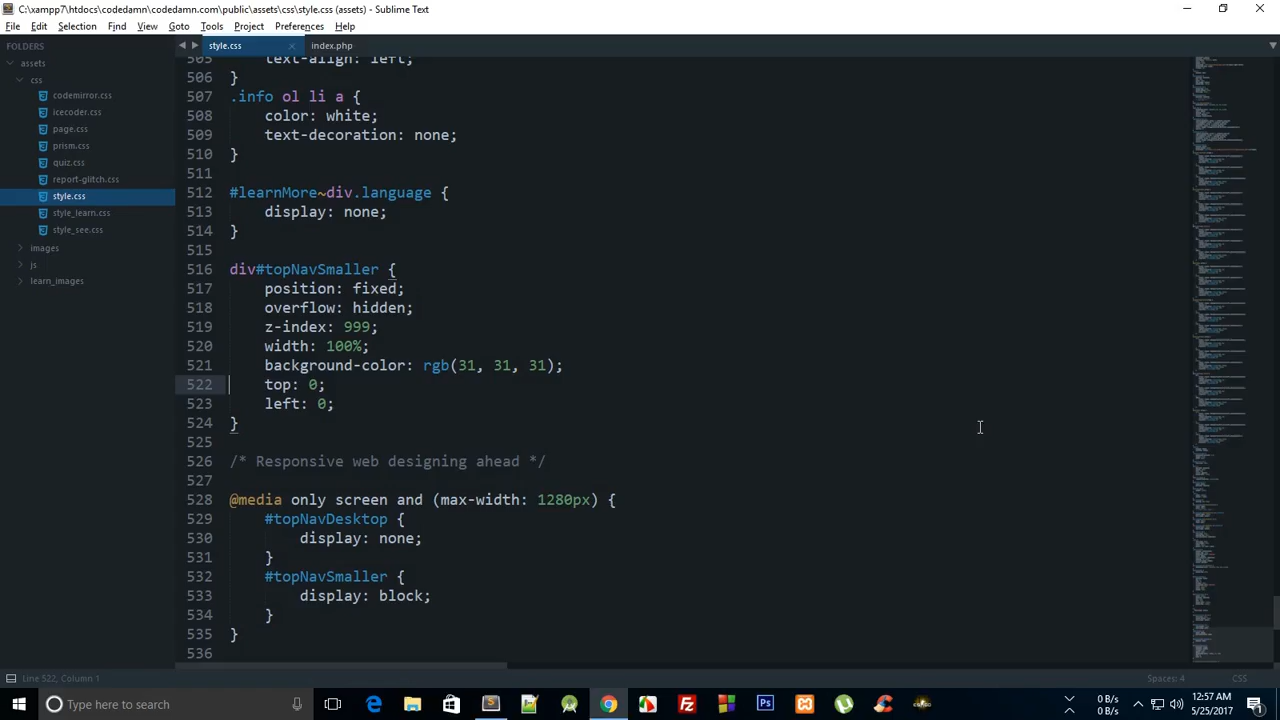 C:\xampp7\htdocs\codedamn\codedamn.com\public\assets\css\style.css (assets) - Sublime Text
File Edit Selection Find View Goto Tools Project Preferences Help
FOLDERS
assets
css
codemirror.css
icecoder.css
page.css
prism.css
quiz.css
report-glitch.css
style.css
style_learn.css
style_see.css
images
js
learn_images
style.css × index.php
505 text-align: left;
506 }
507 .info ol li a {
508 color: white;
509 text-decoration: none;
510 }
511
512 #learnMore~div.language {
513 display: none;
514 }
515
516 div#topNavSmaller {
517 position: fixed;
518 overflow: hidden;
519 z-index: 999;
520 width: 100%;
521 background-color: rgb(31, 31, 31);
522 top: 0;
523 left: 0;
524 }
525
526 /* Responsive web designing ahead */
527
528 @media only screen and (max-width: 1280px) {
529 #topNavDesktop {
530 display: none;
531 }
532 #topNavSmaller {
533 display: block;
534 }
535 }
536
Line 522, Column 1 Spaces: 4 CSS
Type here to search
0 B/s
0 B/s
12:57 AM
5/25/2017